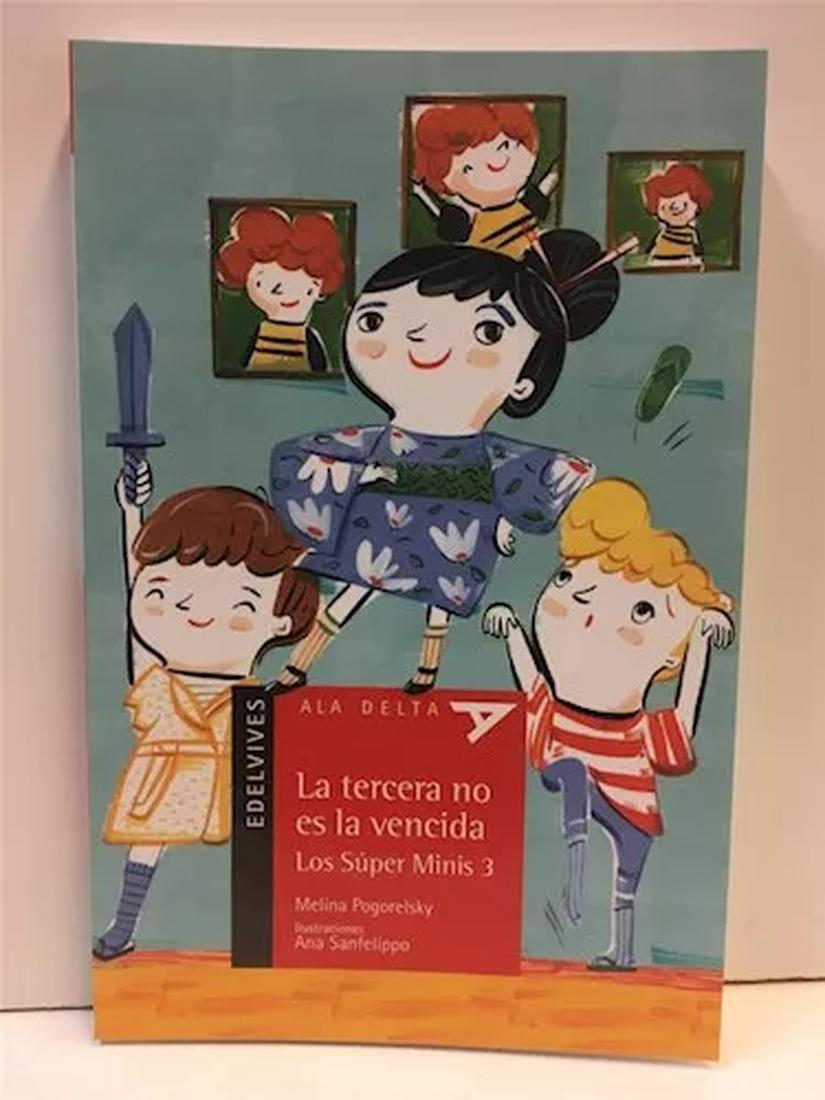 EDELVIVES
ALA DELTA
La tercera no
es la vencida
Los Súper Minis 3
Melina Pogorelsky
Ilustraciones
Ana Sanfelippo